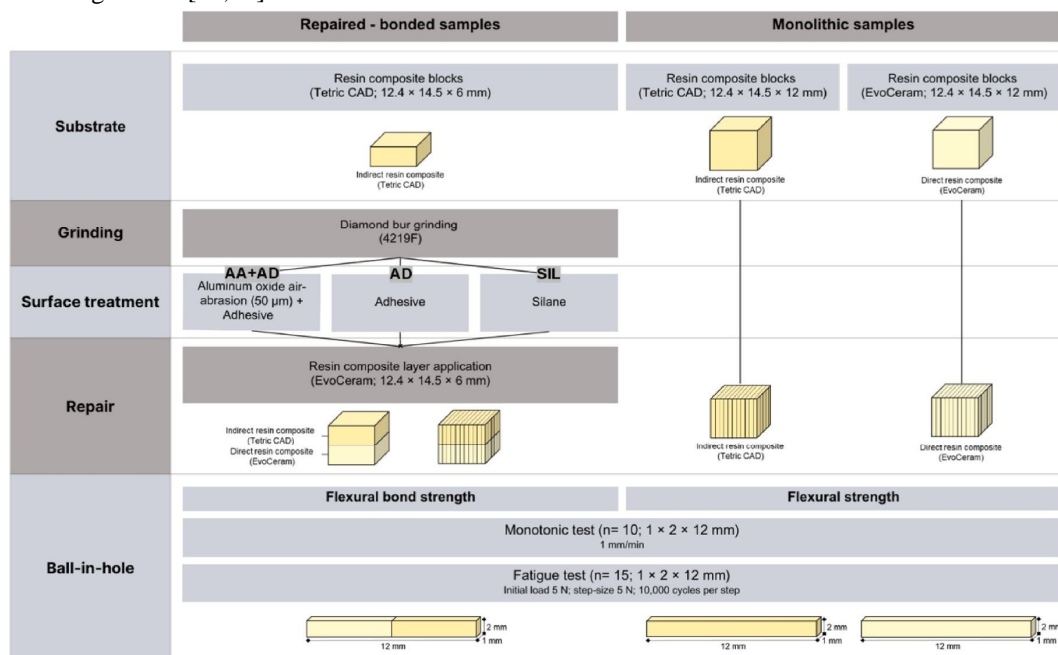 Repaired - bonded samples
Monolithic samples
Substrate
Resin composite blocks
(Tetric CAD; 12.4 × 14.5 × 6 mm)
Resin composite blocks
(Tetric CAD; 12.4 × 14.5 × 12 mm)
Resin composite blocks
(EvoCeram; 12.4 × 14.5 × 12 mm)
Indirect resin composite
(Tetric CAD)
Indirect resin composite
(Tetric CAD)
Direct resin composite
(EvoCeram)
Grinding
Diamond bur grinding
(4219F)
Surface treatment
AA+AD
Aluminum oxide air-
abrasion (50 µm) +
Adhesive
AD
Adhesive
SIL
Silane
Repair
Resin composite layer application
(EvoCeram; 12.4 × 14.5 × 6 mm)
Indirect resin composite
(Tetric CAD)
Direct resin composite
(EvoCeram)
Indirect resin composite
(Tetric CAD)
Direct resin composite
(EvoCeram)
Ball-in-hole
Flexural bond strength
Flexural strength
Monotonic test (n= 10; 1 × 2 × 12 mm)
1 mm/min
Fatigue test (n= 15; 1 × 2 × 12 mm)
Initial load 5 N; step-size 5 N; 10,000 cycles per step
2 mm
1 mm
12 mm
2 mm
1 mm
12 mm
2 mm
1 mm
12 mm